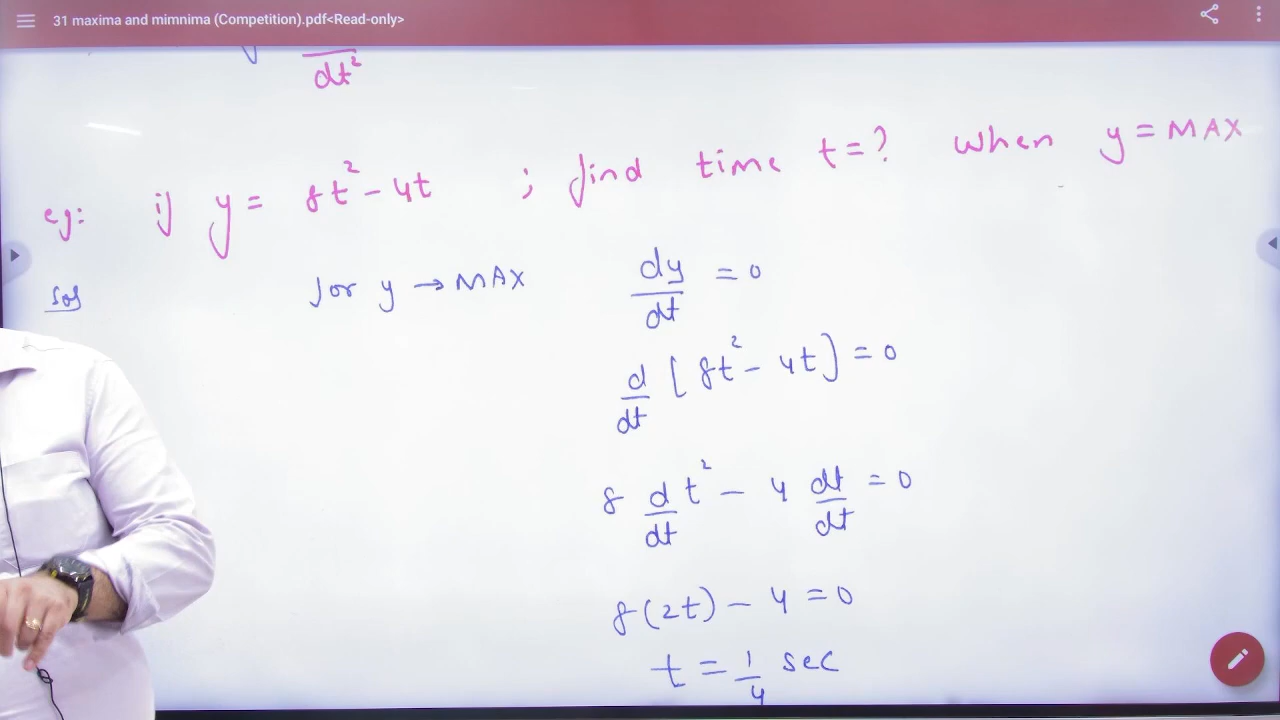 31 maxima and mimnima (Competition).pdf<Read-only>
dt²
eg: if y = 8t² - 4t ; find time t = ? when y = MAX
Sol for y → MAX dy/dt = 0
d/dt [8t² - 4t] = 0
8 d/dt t² - 4 dt/dt = 0
8(2t) - 4 = 0
t = 1/4 sec